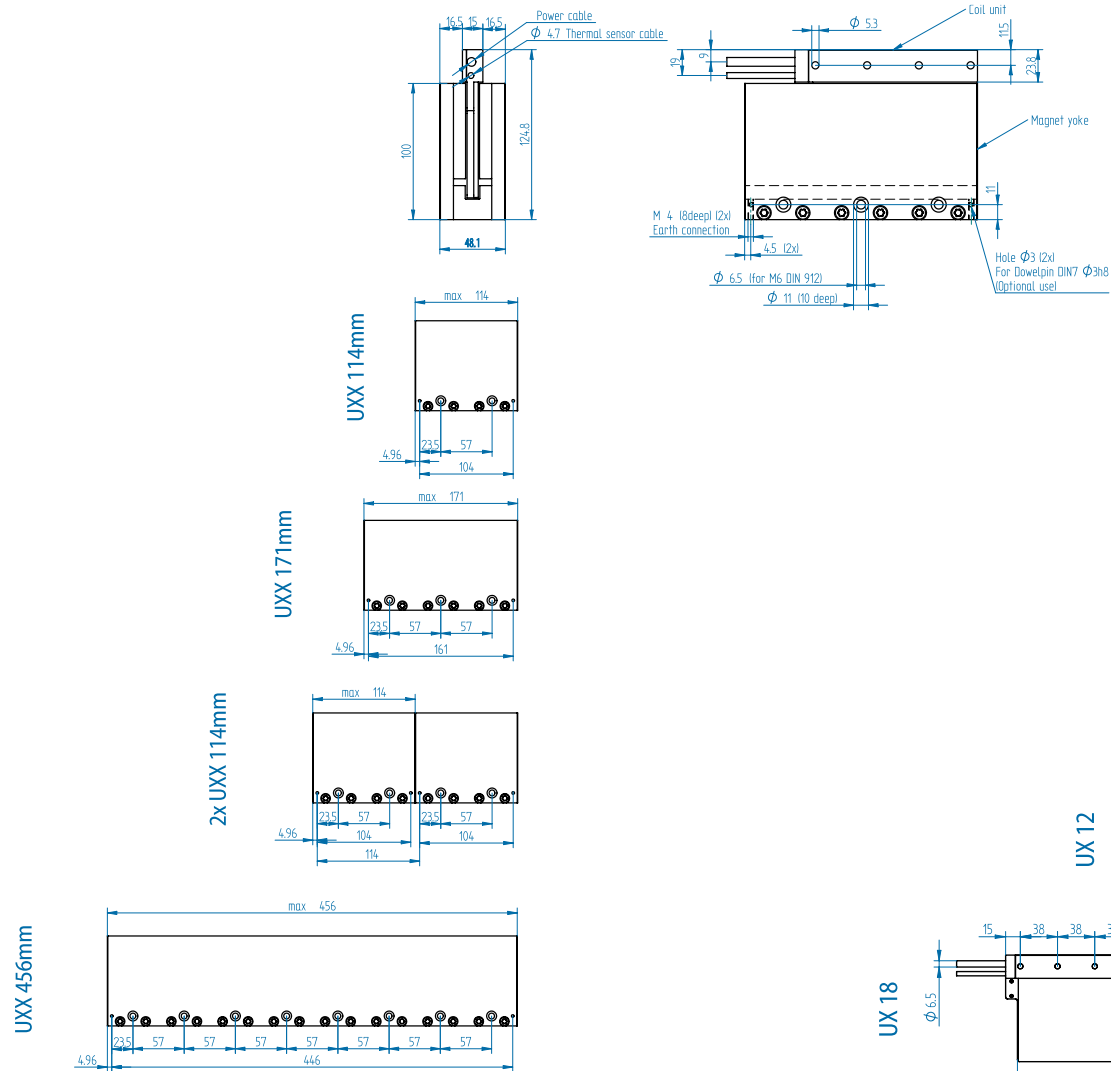 16.5
15
16.5
Power cable
Φ 4.7 Thermal sensor cable
100
124.8
48.1
19
9
Φ 5.3
Coil unit
11.5
23.8
Magnet yoke
11
M 4 (8deep) (2x)
Earth connection
4.5 (2x)
Φ 6.5 (for M6 DIN 912)
Φ 11 (10 deep)
Hole Φ3 (2x)
For Dowelpin DIN7 Φ3h8
(Optional use)
UXX 114mm
max 114
23.5
57
4.96
104
UXX 171mm
max 171
23.5
57
57
4.96
161
2x UXX 114mm
max 114
23.5
57
23.5
57
4.96
104
104
114
UXX 456mm
max 456
23.5
57
57
57
57
57
57
57
4.96
446
UX 12
UX 18
15
38
38
Φ 6.5